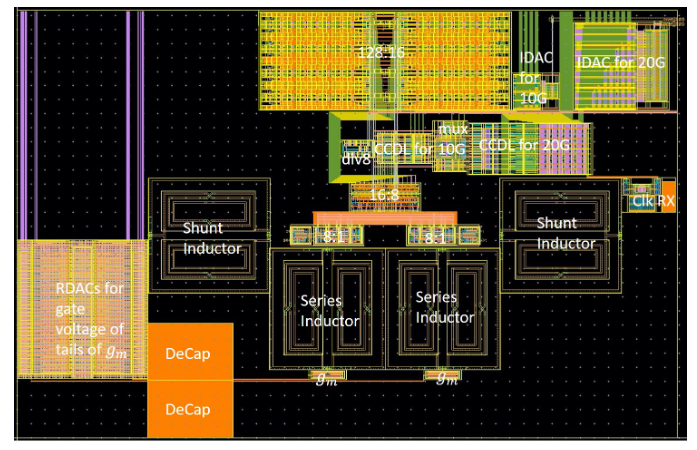 128:16
IDAC
for
10G
IDAC for 20G
mux
div8
CCDL for 10G
CCDL for 20G
16:8
Clk RX
Shunt
Inductor
8:1
8:1
Shunt
Inductor
RDACs for
gate
voltage of
tails of gₘ
Series
Inductor
Series
Inductor
DeCap
gₘ
gₘ
DeCap